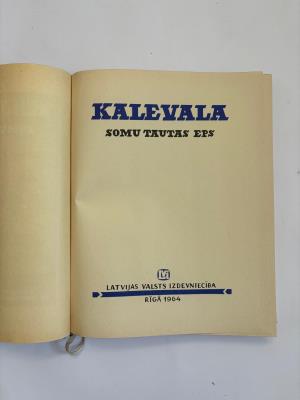 KALEVALA
SOMU TAUTAS EPS
LATVIJAS VALSTS IZDEVNIECĪBA
RĪGĀ 1964